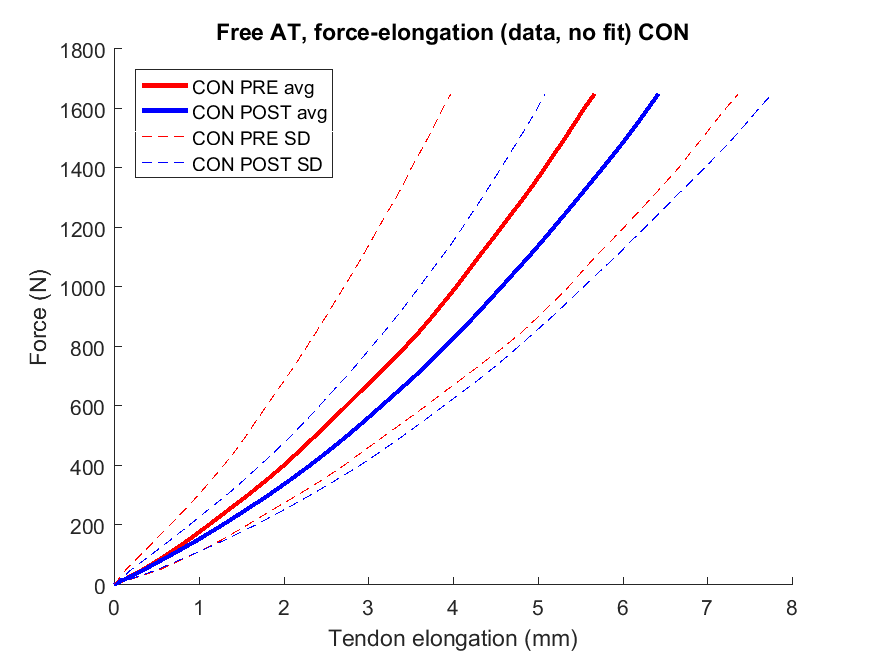 Free AT, force-elongation (data, no fit) CON
1800
1600
1400
1200
1000
800
600
400
200
0
Force (N)
CON PRE avg
CON POST avg
CON PRE SD
CON POST SD
0 1 2 3 4 5 6 7 8
Tendon elongation (mm)